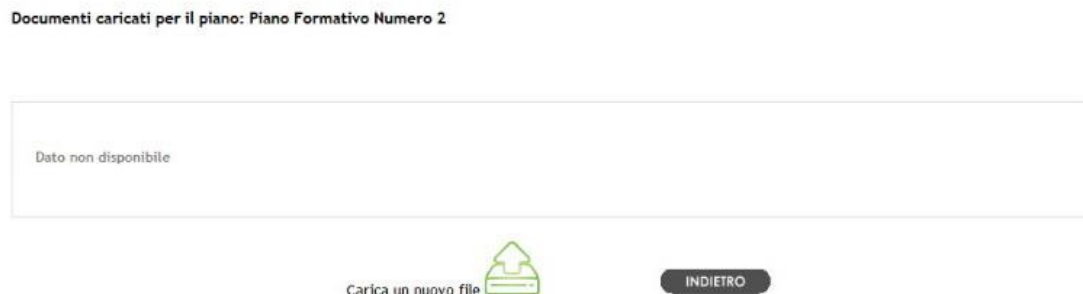 Documenti caricati per il piano: Piano Formativo Numero 2
Dato non disponibile
Carica un nuovo file
INDIETRO